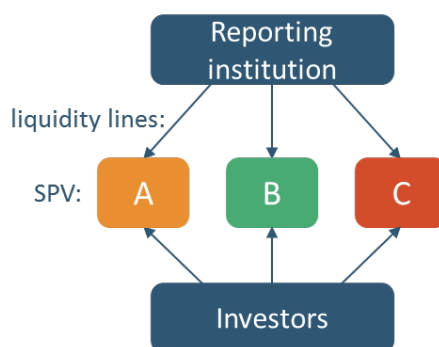 Reporting
institution
liquidity lines:
SPV:
A
B
C
Investors